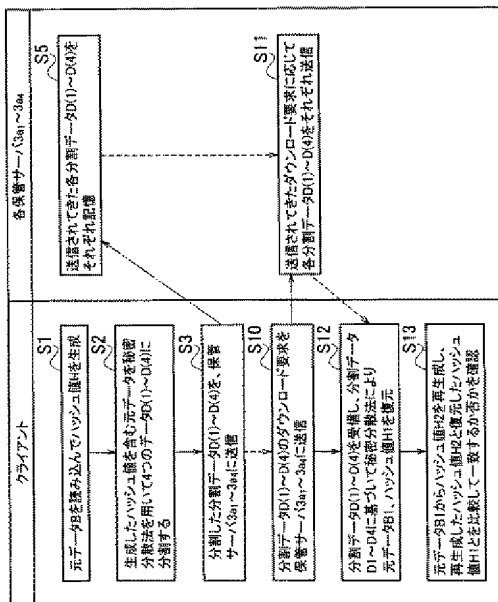 クライアント
各保管サーバ3a1～3a4
S1
元データBを読み込んでハッシュ値Hを生成
S2
生成したハッシュ値を含む元データを秘密
分散法を用いて4つのデータD(1)～D(4)に
分割する
S3
分割した分割データD(1)～D(4)を、保管
サーバ3a1～3a4に送信
S5
送信されてきた各分割データD(1)～D(4)を
それぞれ記憶
S10
分割データD(1)～D(4)のダウンロード要求を
保管サーバ3a1～3a4に送信
S11
送信されてきたダウンロード要求に応じて
各分割データD(1)～D(4)をそれぞれ送信
S12
分割データD(1)～D(4)を受信し、分割データ
D1～D4に基づいて秘密分散法により
元データB1、ハッシュ値H1を復元
S13
元データB1からハッシュ値H2を再生成し、
再生成したハッシュ値H2と復元したハッシュ
値H1とを比較して一致するか否かを確認